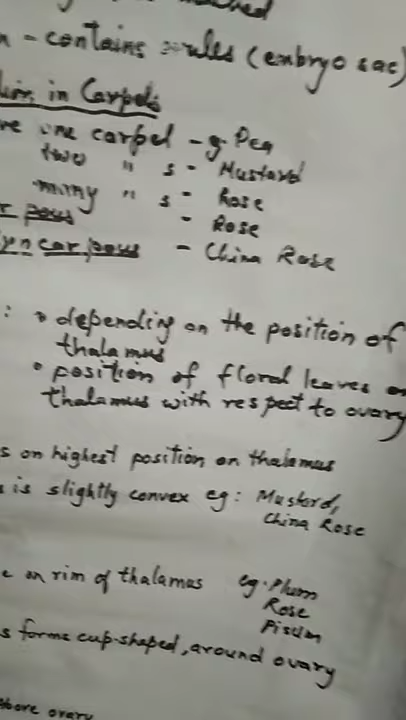 - contains ovules (embryo sac)
in Carpels
one carpel - eg Pea
two " s - Mustard
many " s - Rose
- Rose
syncarpous - China Rose
: • depending on the position of
thalamus
• position of floral leaves on
thalamus with respect to ovary
s on highest position on thalamus
is slightly convex eg: Mustard,
China Rose
on rim of thalamus eg. Plum
Rose
Pisum
s forms cup-shaped, around ovary
above ovary